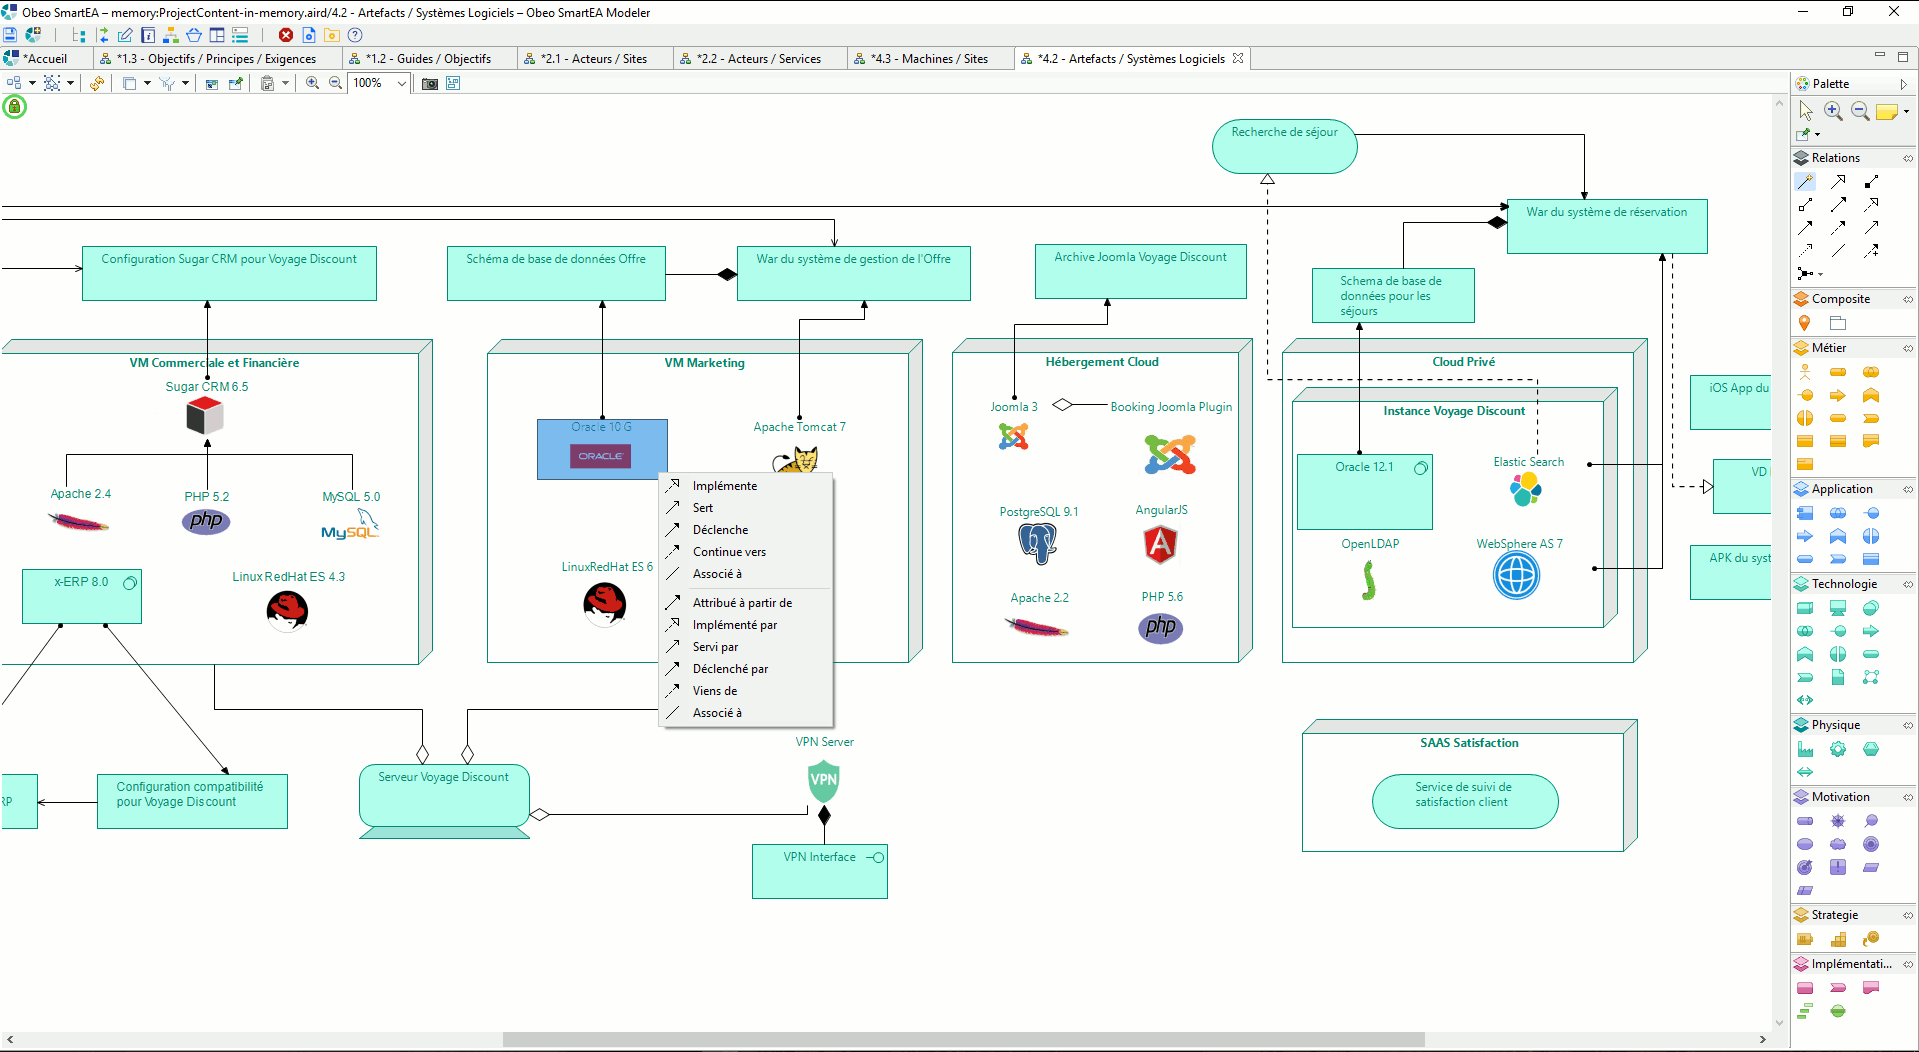 Obeo SmartEA – memory:ProjectContent-in-memory.aird/4.2 - Artefacts / Systèmes Logiciels – Obeo SmartEA Modeler
*Accueil
*1.3 - Objectifs / Principes / Exigences
*1.2 - Guides / Objectifs
*2.1 - Acteurs / Sites
*2.2 - Acteurs / Services
*4.3 - Machines / Sites
*4.2 - Artefacts / Systèmes Logiciels
100%
Palette
Relations
Composite
Métier
Application
Technologie
Physique
Motivation
Strategie
Implémentati...
Recherche de séjour
War du système de réservation
Configuration Sugar CRM pour Voyage Discount
Schéma de base de données Offre
War du système de gestion de l'Offre
Archive Joomla Voyage Discount
Schema de base de
données pour les
séjours
VM Commerciale et Financière
Sugar CRM 6.5
Apache 2.4
PHP 5.2
php
MySQL 5.0
MySQL
x-ERP 8.0
Linux RedHat ES 4.3
VM Marketing
Oracle 10 G
ORACLE
Apache Tomcat 7
LinuxRedHat ES 6
Implémente
Sert
Déclenche
Continue vers
Associé à
Attribué à partir de
Implémenté par
Servi par
Déclenché par
Viens de
Associé à
Hébergement Cloud
Joomla 3
Booking Joomla Plugin
PostgreSQL 9.1
AngularJS
Apache 2.2
PHP 5.6
php
Cloud Privé
Instance Voyage Discount
Oracle 12.1
Elastic Search
OpenLDAP
WebSphere AS 7
iOS App du
VD
APK du syst
RP
Configuration compatibilité
pour Voyage Discount
Serveur Voyage Discount
VPN Server
VPN
VPN Interface
SAAS Satisfaction
Service de suivi de
satisfaction client